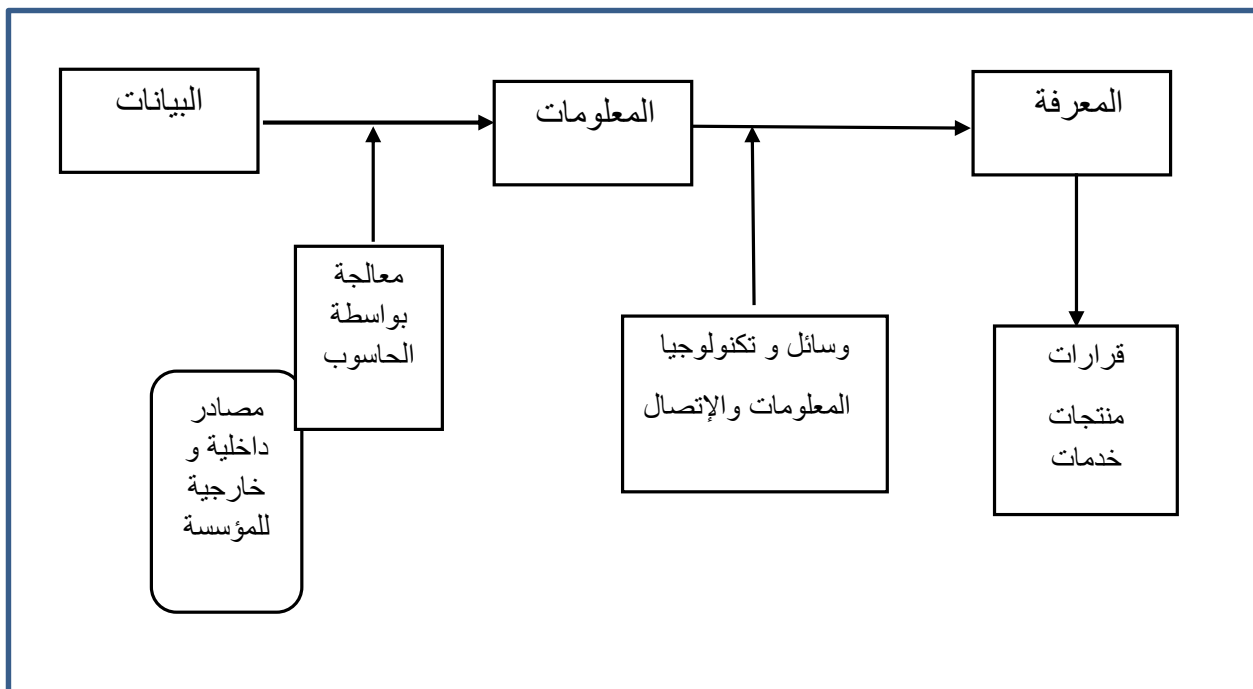 البيانات
المعلومات
المعرفة
معالجة
بواسطة
الحاسوب
مصادر
داخلية و
خارجية
للمؤسسة
وسائل و تكنولوجيا
المعلومات والإتصال
قرارات
منتجات
خدمات